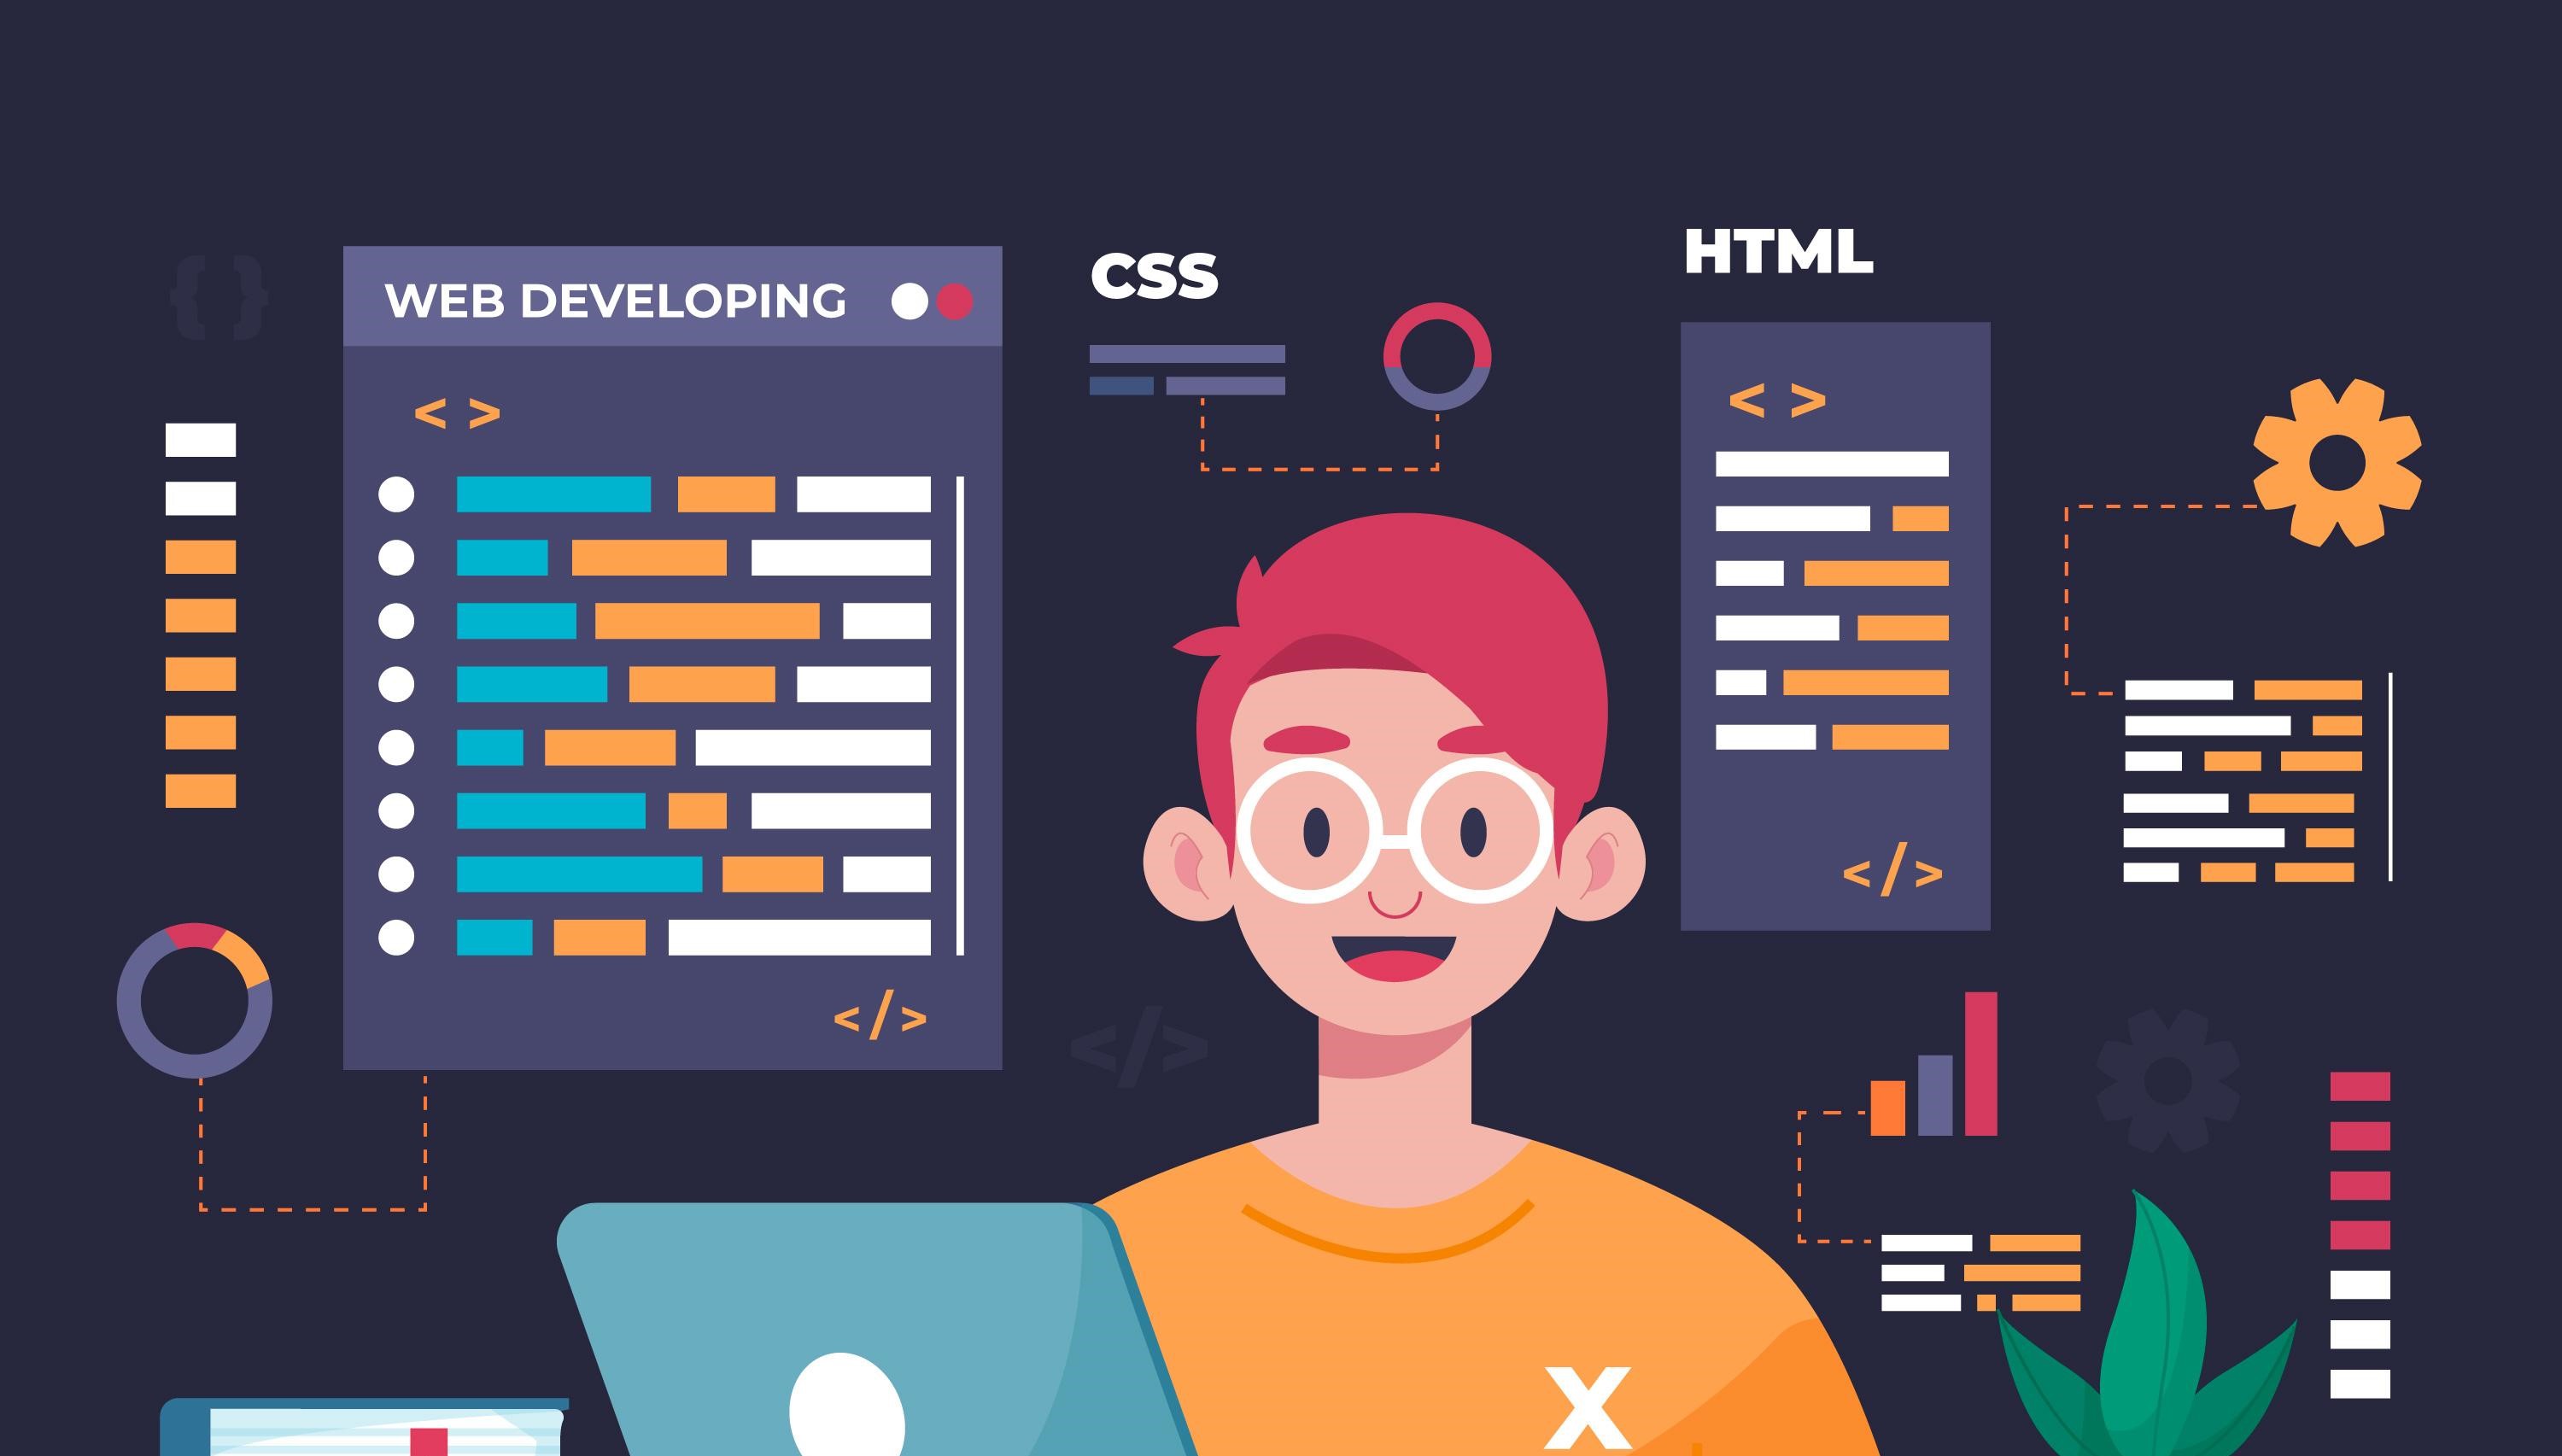 HTML
CSS
{ }
WEB DEVELOPING
< >
< >
</>
</>
</>
X